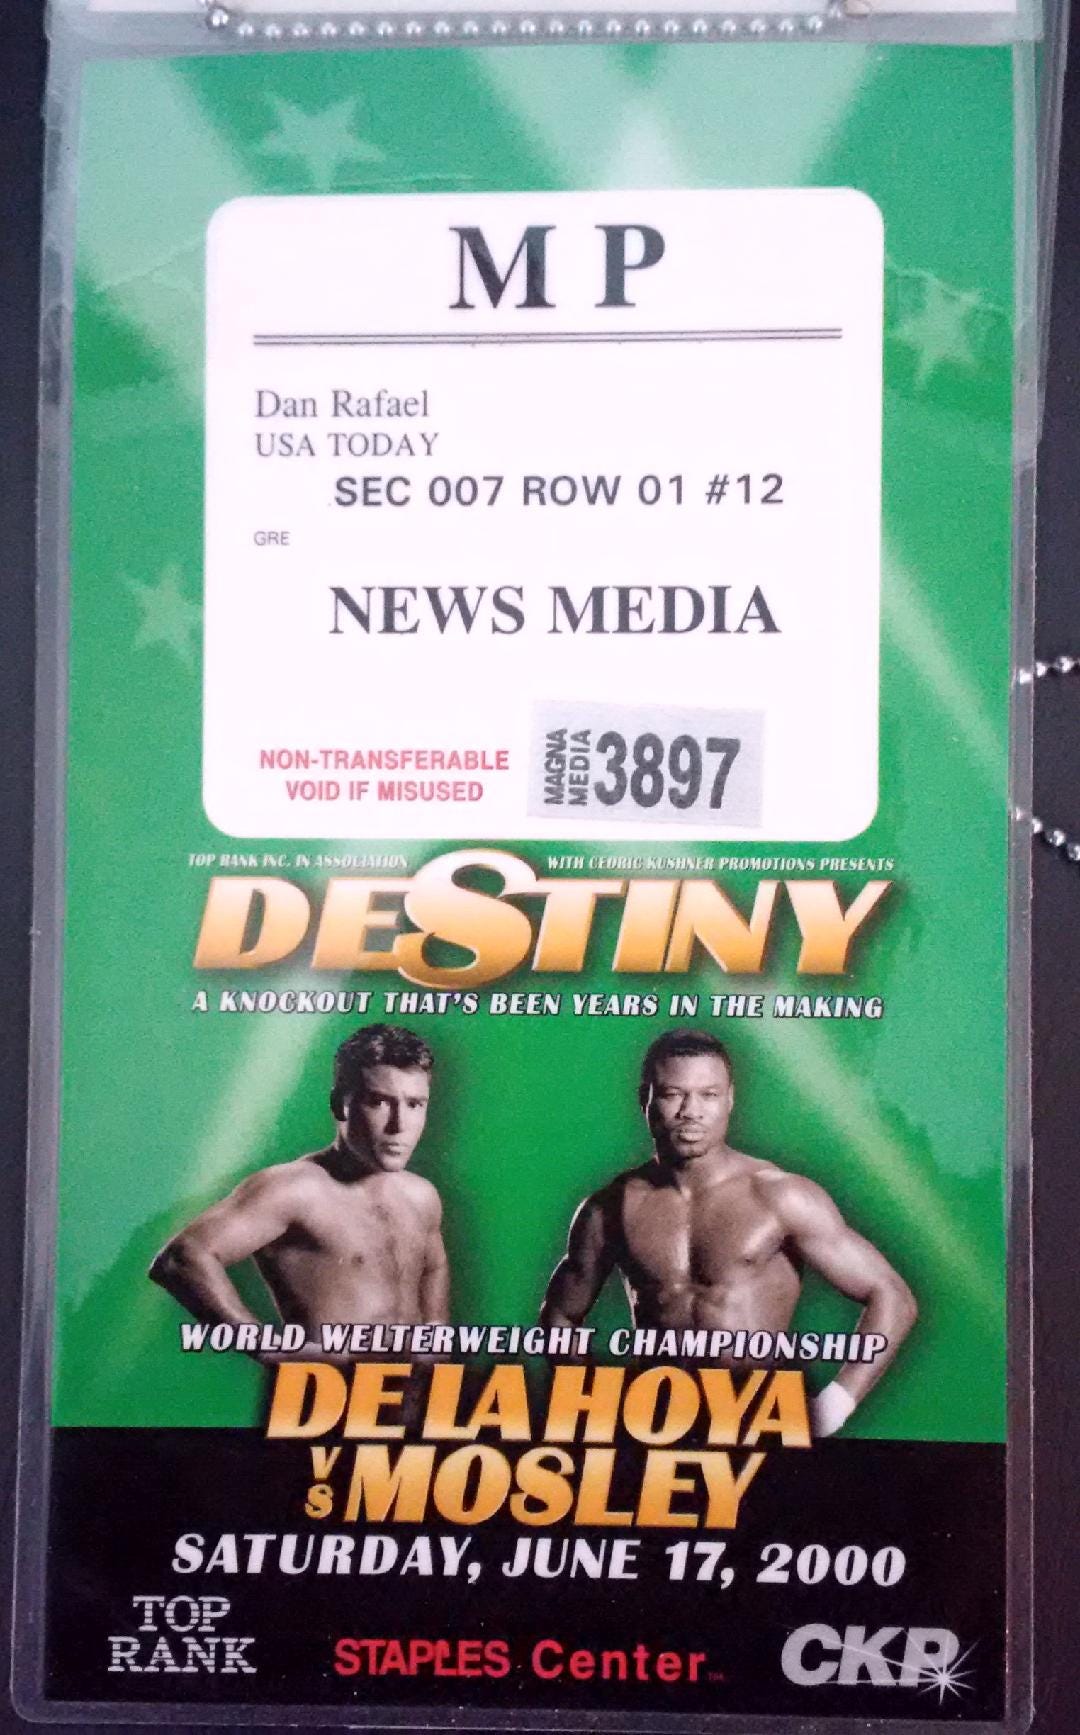 M P
Dan Rafael
USA TODAY
SEC 007 ROW 01 #12
GRE
NEWS MEDIA
NON-TRANSFERABLE
VOID IF MISUSED
MAGNA
MEDIA
3897
TOP RANK INC. IN ASSOCIATION WITH CEDRIC KUSHNER PROMOTIONS PRESENTS
DESTINY
A KNOCKOUT THAT'S BEEN YEARS IN THE MAKING
WORLD WELTERWEIGHT CHAMPIONSHIP
DE LA HOYA
VS MOSLEY
SATURDAY, JUNE 17, 2000
TOP
RANK
STAPLES Center
CKP